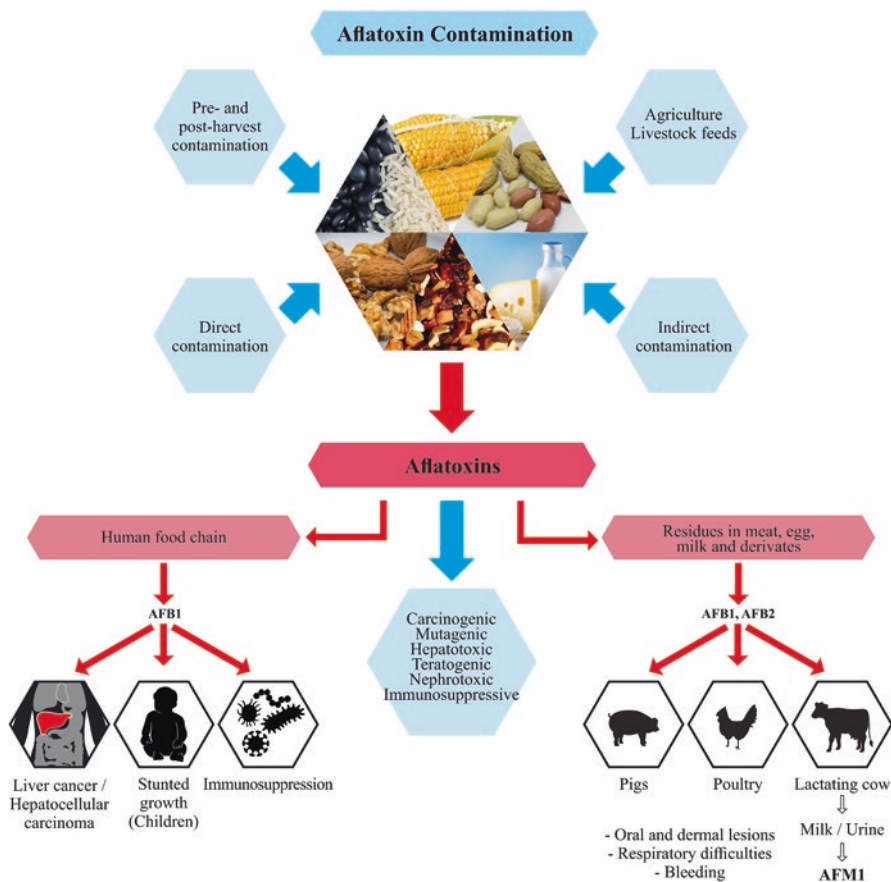 Aflatoxin Contamination
Pre- and
post-harvest
contamination
Agriculture
Livestock feeds
Direct
contamination
Indirect
contamination
Aflatoxins
Human food chain
Residues in meat, egg,
milk and derivates
AFB1
Carcinogenic
Mutagenic
Hepatotoxic
Teratogenic
Nephrotoxic
Immunosuppressive
AFB1, AFB2
Liver cancer /
Hepatocellular
carcinoma
Stunted
growth
(Children)
Immunosuppression
Pigs
Poultry
Lactating cow
- Oral and dermal lesions
- Respiratory difficulties
- Bleeding
Milk / Urine
AFM1